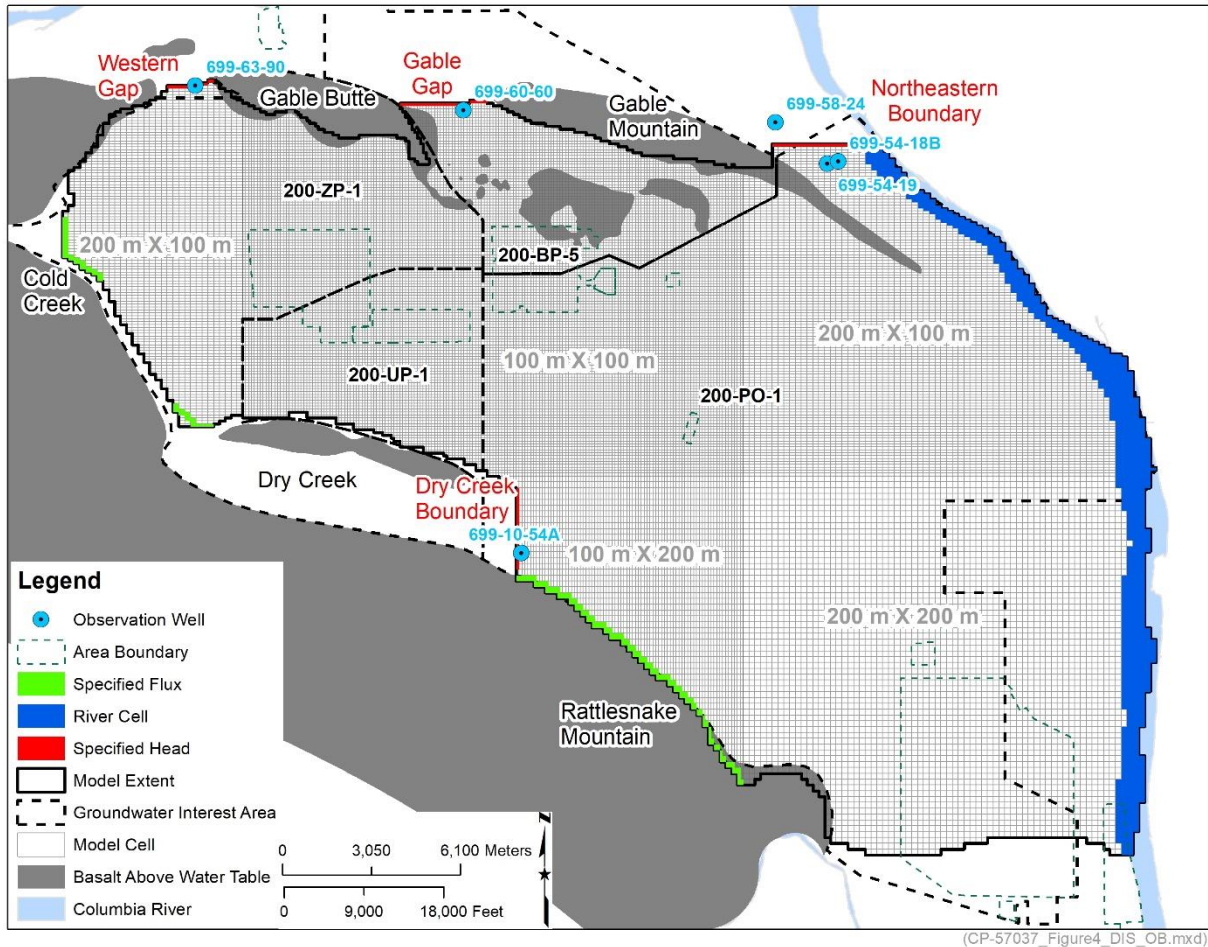 Western
Gap
699-63-90
Gable
Gap
699-60-60
Gable Butte
Gable
Mountain
699-58-24
Northeastern
Boundary
699-54-18B
699-54-19
200-ZP-1
200 m X 100 m
200-BP-5
Cold
Creek
200 m X 100 m
100 m X 100 m
200-UP-1
200-PO-1
Dry Creek
Dry Creek
Boundary
699-10-54A
100 m X 200 m
200 m X 200 m
Rattlesnake
Mountain
Legend
Observation Well
Area Boundary
Specified Flux
River Cell
Specified Head
Model Extent
Groundwater Interest Area
Model Cell
Basalt Above Water Table
Columbia River
0 3,050 6,100 Meters
0 9,000 18,000 Feet
(CP-57037_Figure4_DIS_OB.mxd)